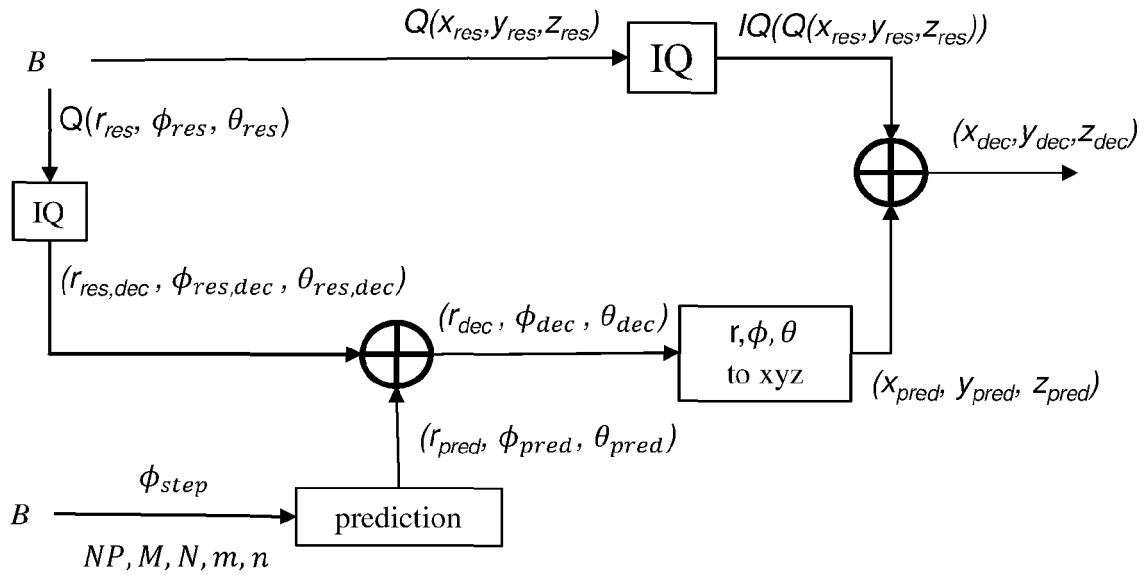 Q(x_res,y_res,z_res) IQ(Q(x_res,y_res,z_res))
B IQ
Q(r_res, ϕ_res, θ_res)
(x_dec,y_dec,z_dec)
IQ
(r_res,dec, ϕ_res,dec, θ_res,dec)
(r_dec, ϕ_dec, θ_dec)
r,ϕ,θ
to xyz
(x_pred, y_pred, z_pred)
(r_pred, ϕ_pred, θ_pred)
ϕ_step
B prediction
NP, M, N, m, n